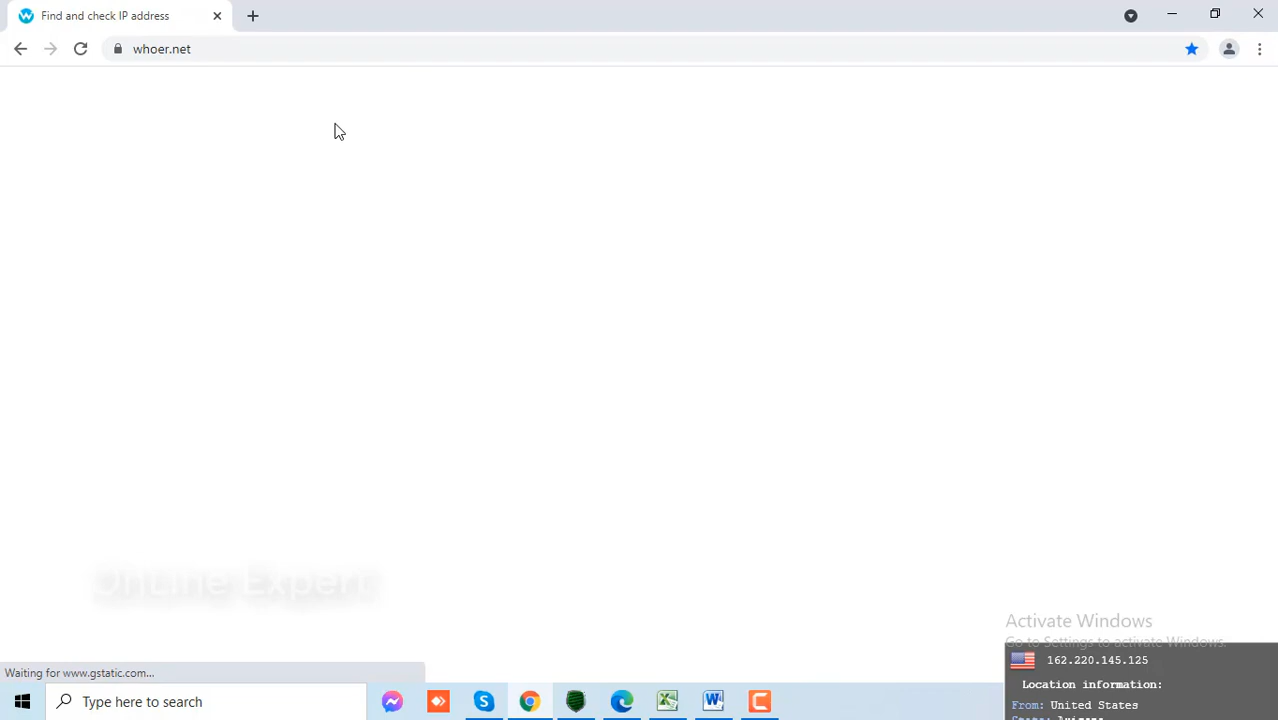 Find and check IP address
whoer.net
OnLine Expert
Activate Windows
Go to Settings to activate Windows.
162.220.145.125
Location information:
From: United States
Waiting for www.gstatic.com...
Type here to search